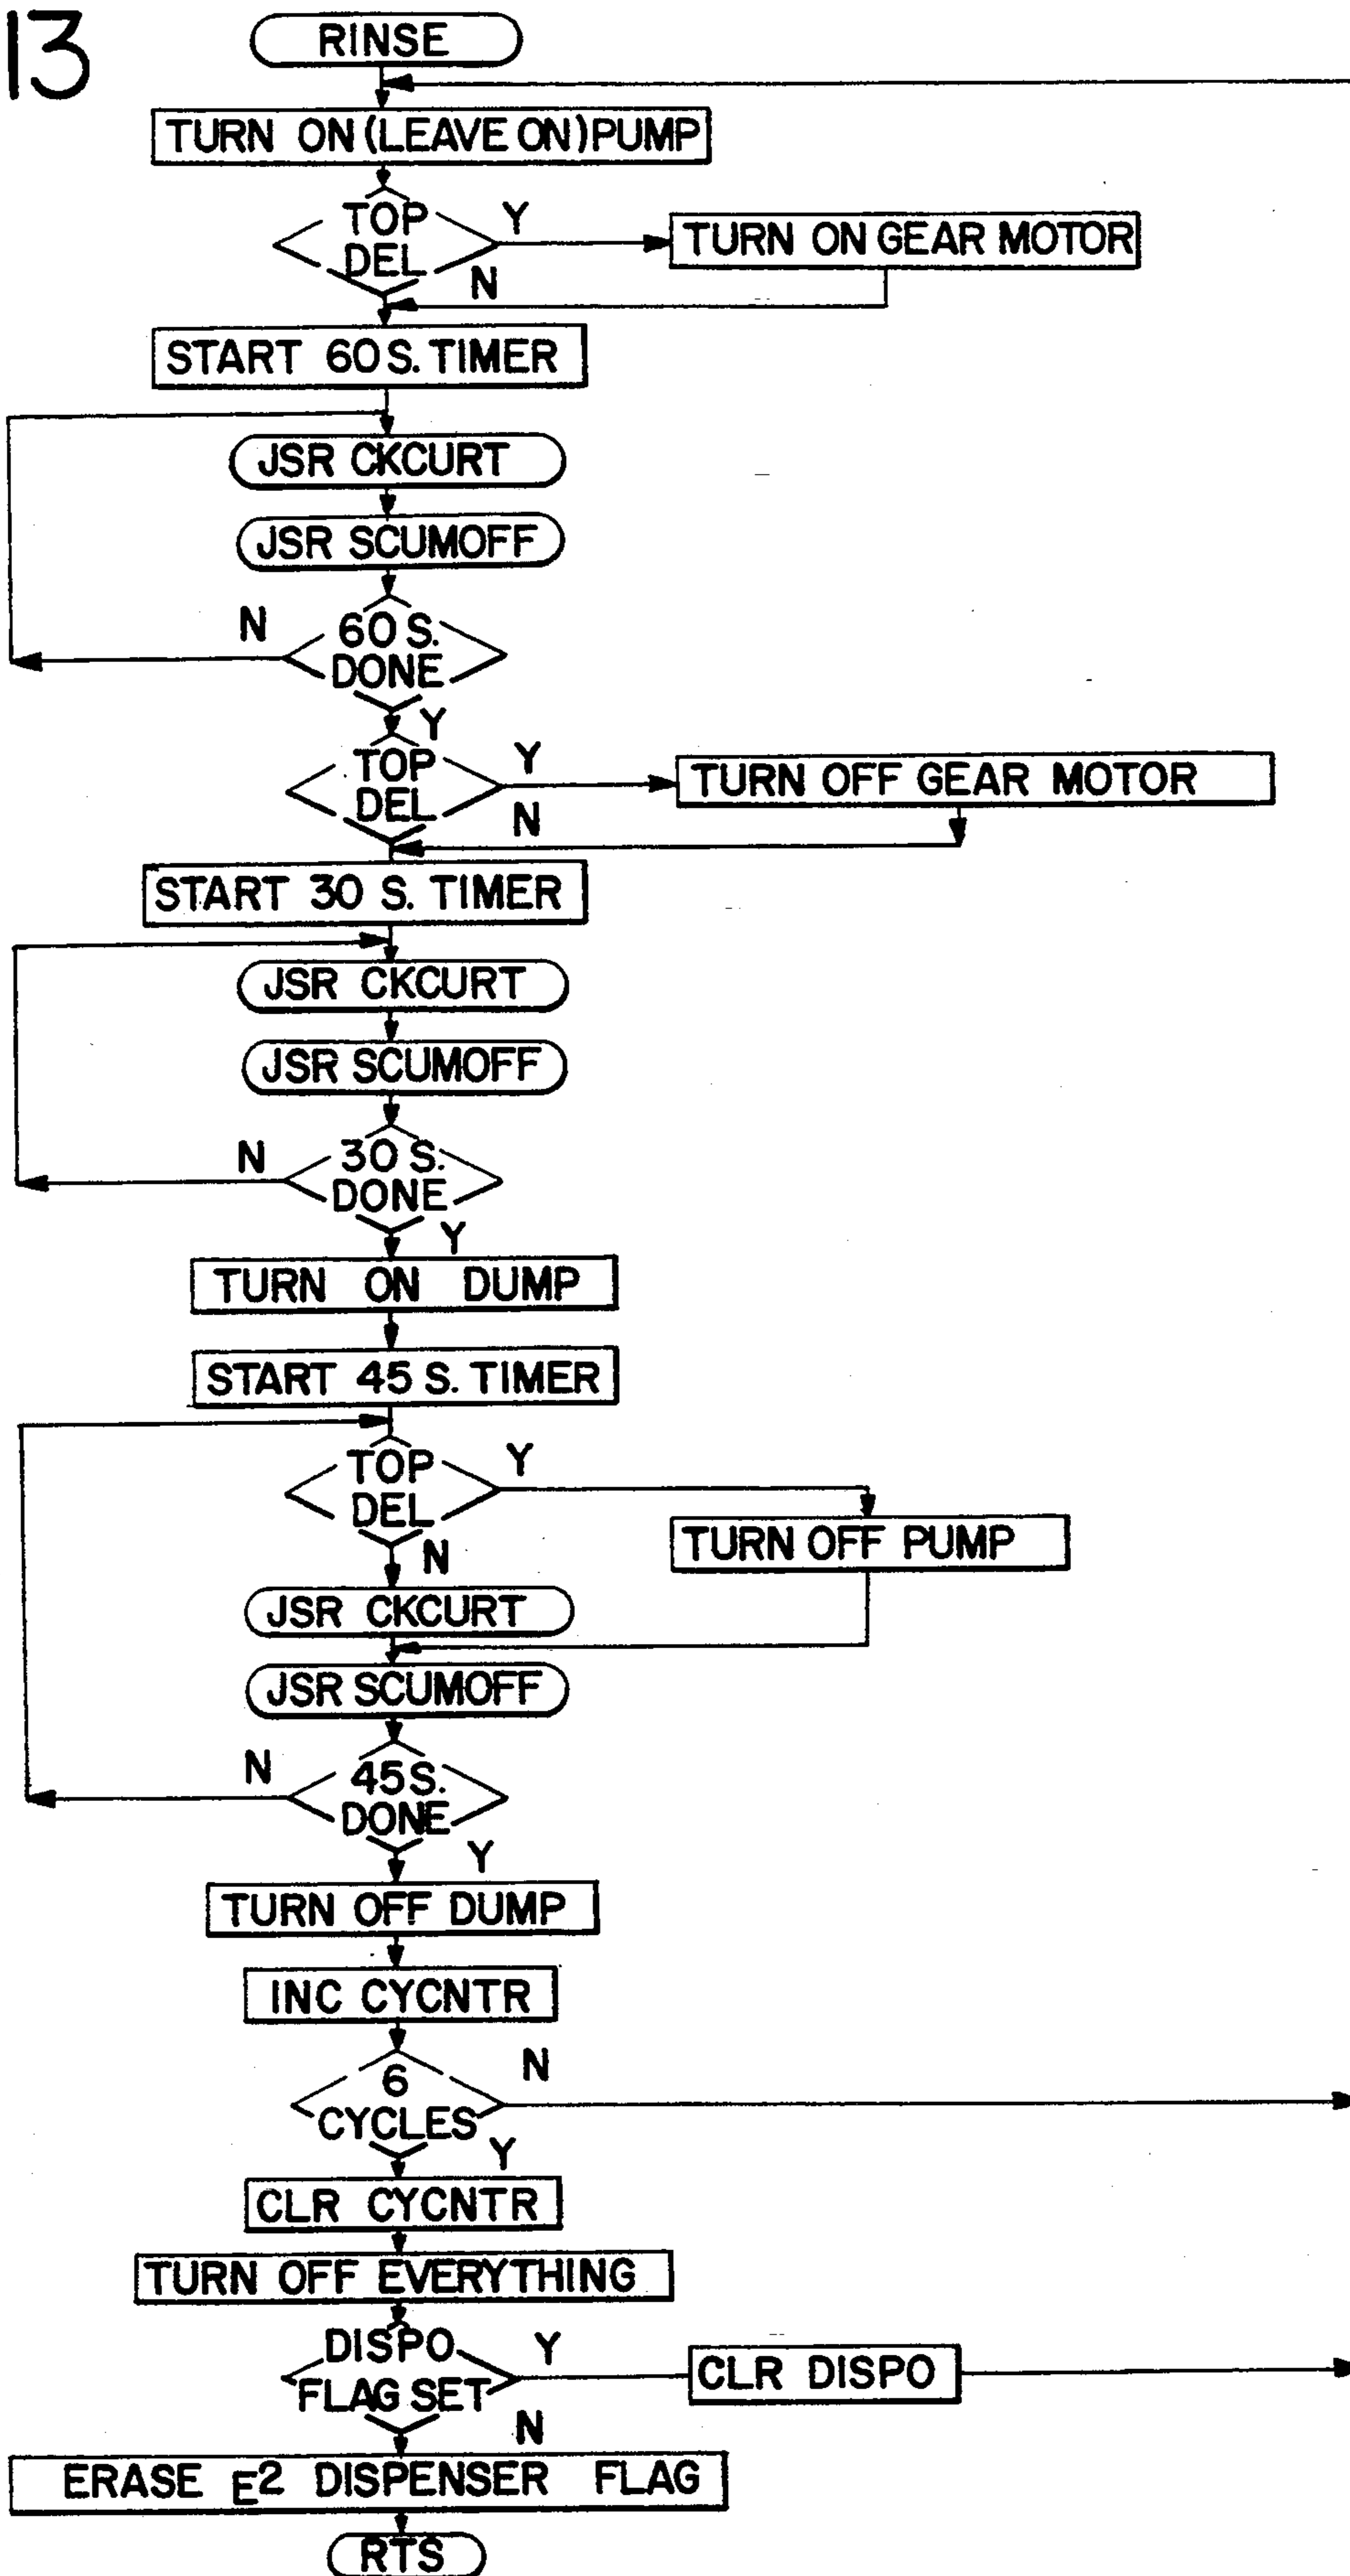 13
RINSE
TURN ON (LEAVE ON) PUMP
TOP
DEL
Y
N
TURN ON GEAR MOTOR
START 60 S. TIMER
JSR CKCURT
JSR SCUMOFF
N
60 S.
DONE
Y
TOP
DEL
Y
N
TURN OFF GEAR MOTOR
START 30 S. TIMER
JSR CKCURT
JSR SCUMOFF
N
30 S.
DONE
Y
TURN ON DUMP
START 45 S. TIMER
TOP
DEL
Y
N
TURN OFF PUMP
JSR CKCURT
JSR SCUMOFF
N
45 S.
DONE
Y
TURN OFF DUMP
INC CYCNTR
6
CYCLES
N
Y
CLR CYCNTR
TURN OFF EVERYTHING
DISPO
FLAG SET
Y
N
CLR DISPO
ERASE E2 DISPENSER FLAG
RTS